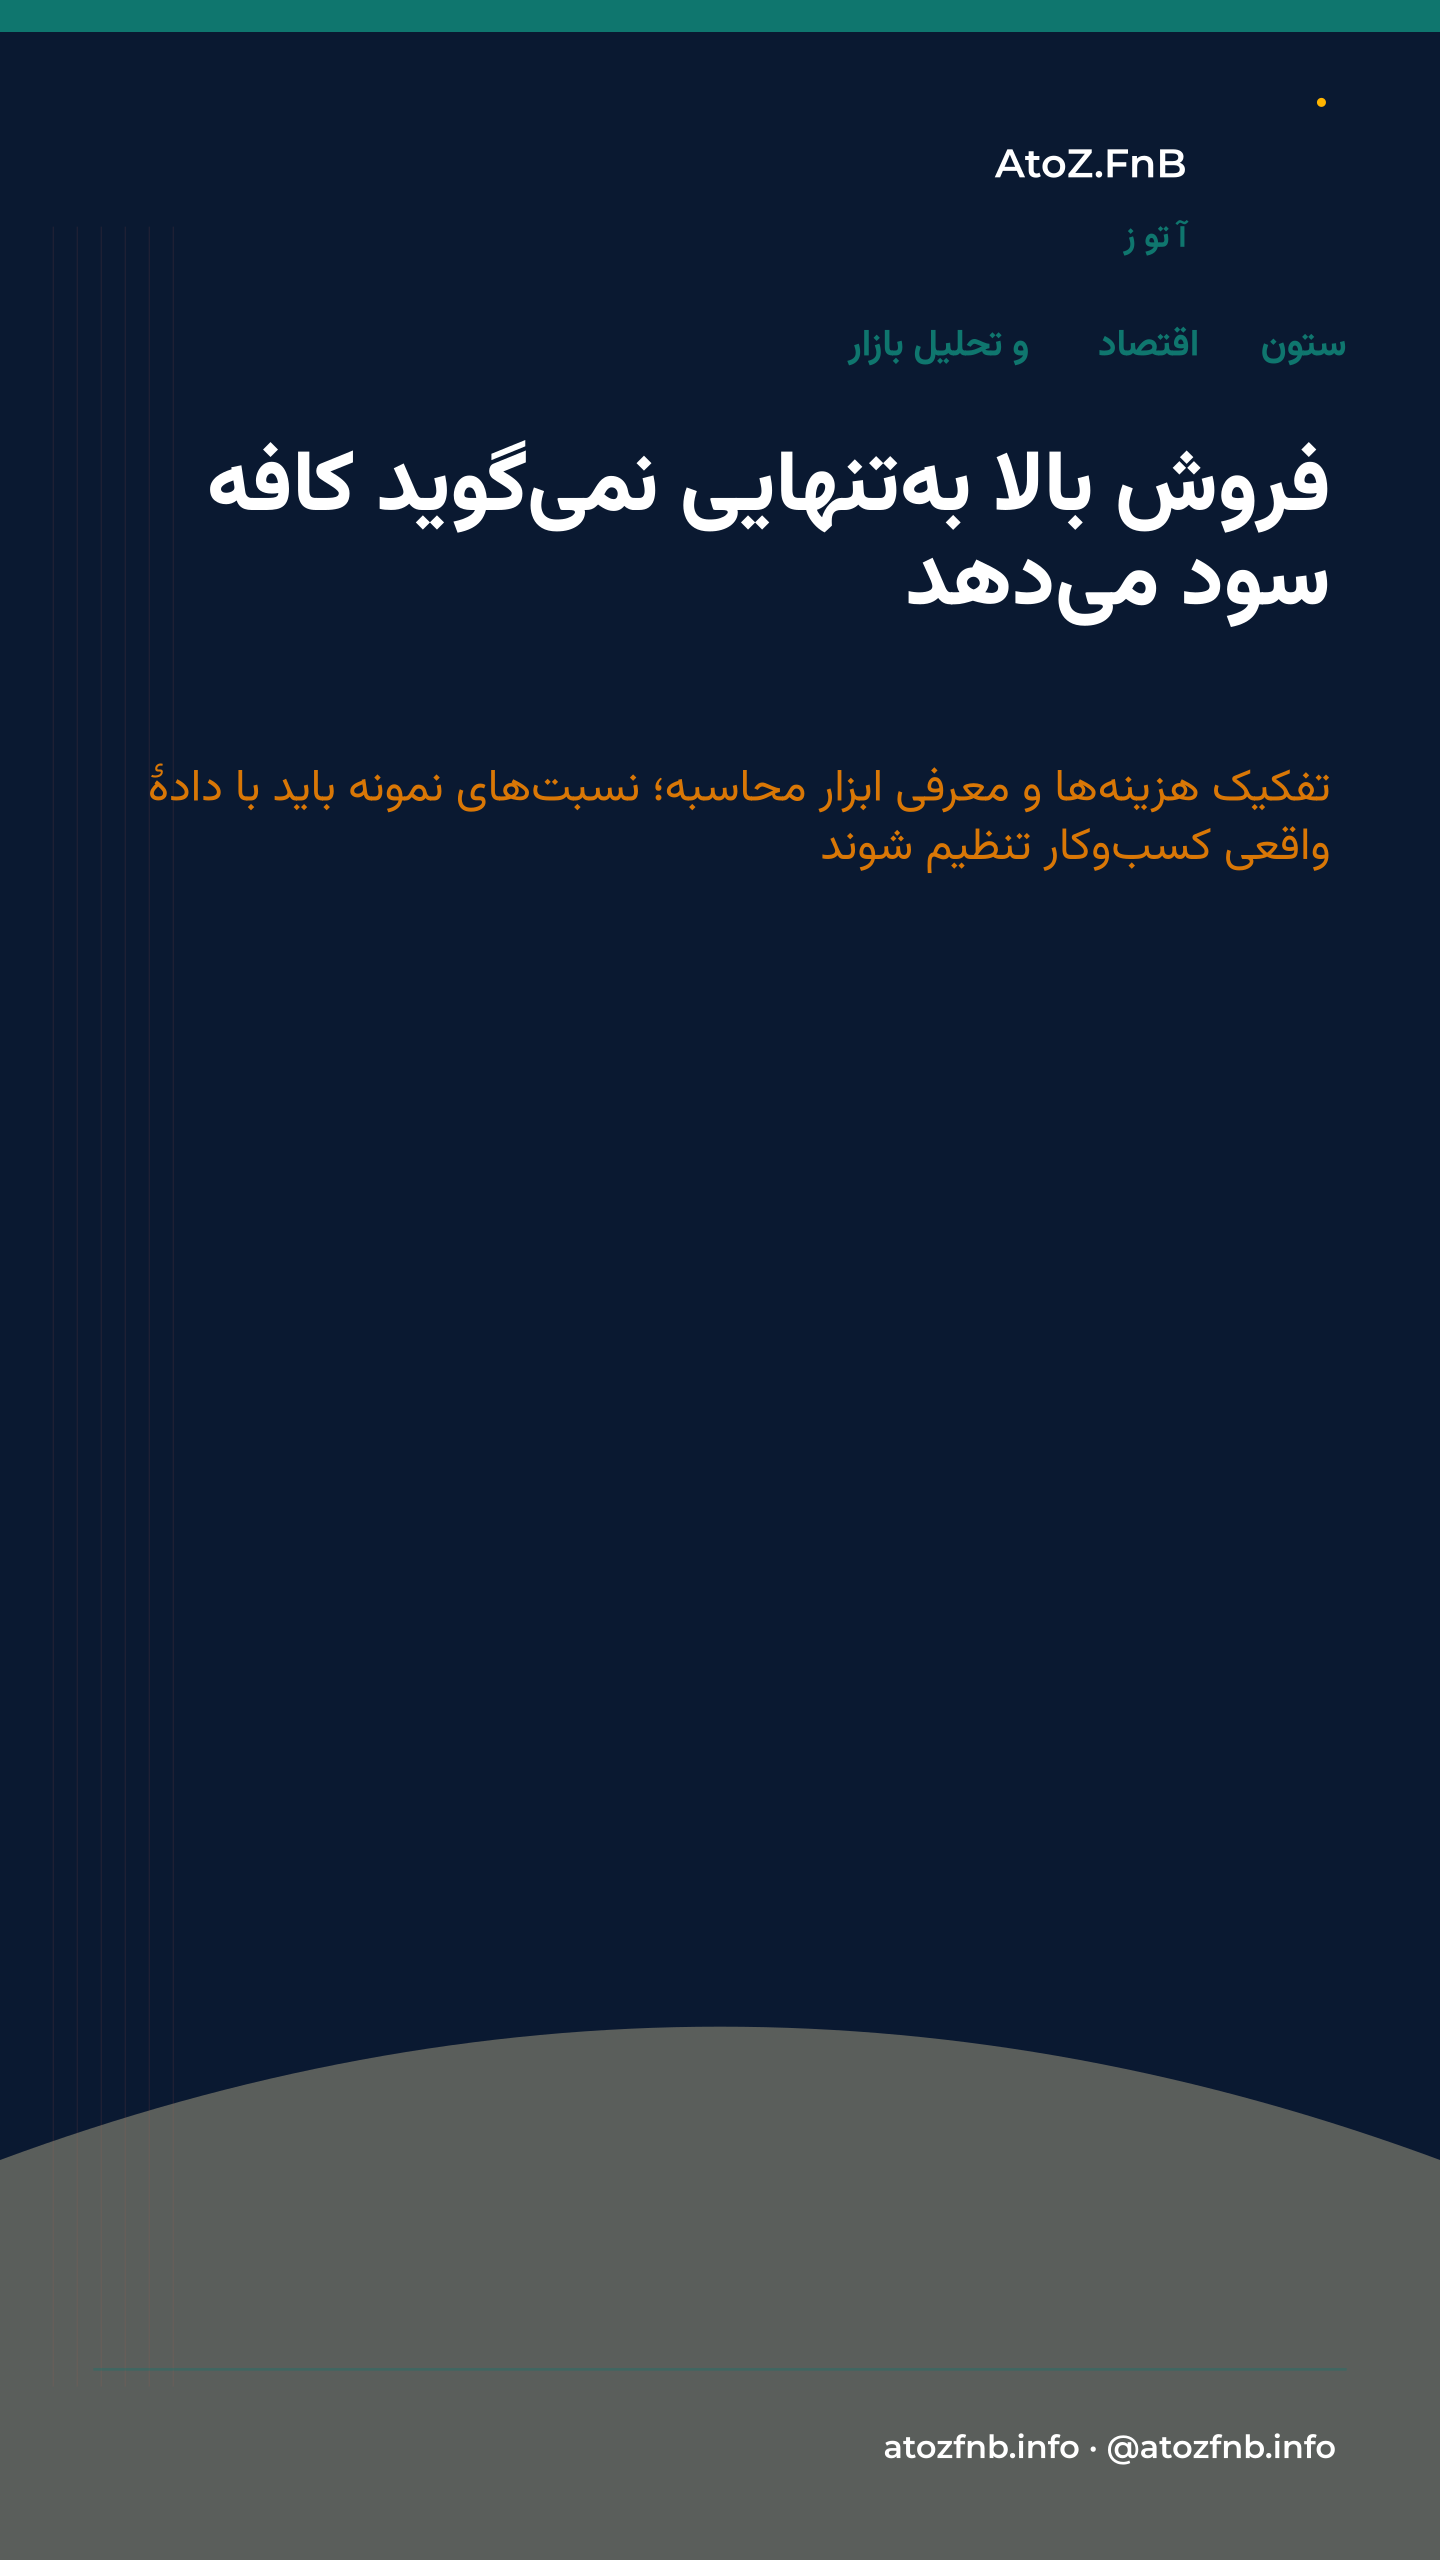 AtoZ.FnB
آ تو ز
ستون اقتصاد و تحلیل بازار
فروش بالا به‌تنهایی نمی‌گوید کافه
سود می‌دهد
تفکیک هزینه‌ها و معرفی ابزار محاسبه؛ نسبت‌های نمونه باید با دادهٔ
واقعی کسب‌وکار تنظیم شوند
atozfnb.info · @atozfnb.info